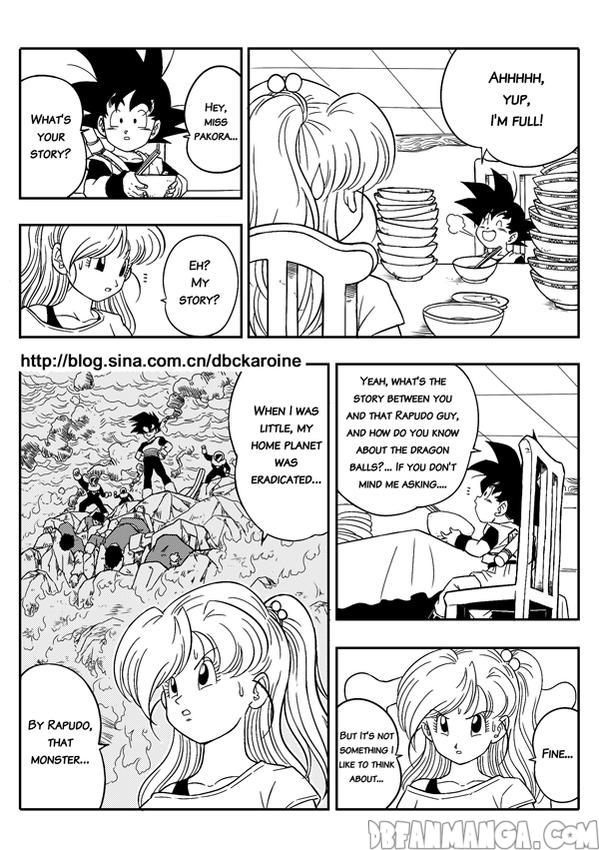 AHHHHH,
YUP,
I'M FULL!
HEY,
MISS
PAKORA...
WHAT'S
YOUR
STORY?
EH?
MY
STORY?
YEAH, WHAT'S THE
STORY BETWEEN YOU
AND THAT RAPUDO GUY,
AND HOW DO YOU KNOW
ABOUT THE DRAGON
BALLS?... IF YOU DON'T
MIND ME ASKING....
FINE...
BUT IT'S NOT
SOMETHING I
LIKE TO THINK
ABOUT...
http://blog.sina.com.cn/dbckaroine
WHEN I WAS
LITTLE, MY
HOME PLANET
WAS
ERADICATED...
BY RAPUDO,
THAT
MONSTER...
DBFANMANGA.COM